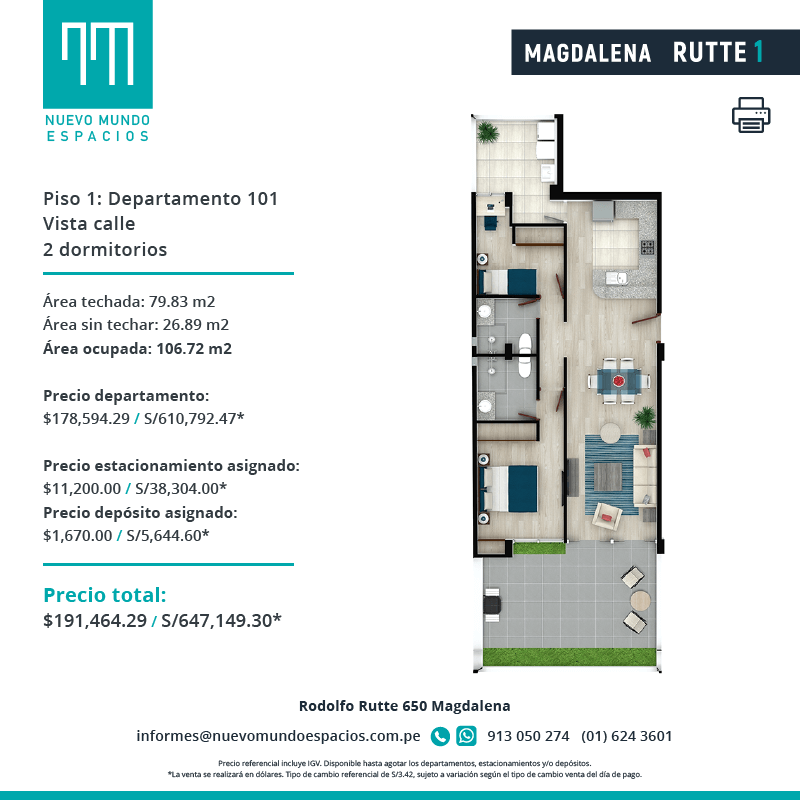 NUEVO MUNDO
ESPACIOS
MAGDALENA RUTTE 1
Piso 1: Departamento 101
Vista calle
2 dormitorios
Área techada: 79.83 m2
Área sin techar: 26.89 m2
Área ocupada: 106.72 m2
Precio departamento:
$178,594.29 / S/610,792.47*
Precio estacionamiento asignado:
$11,200.00 / S/38,304.00*
Precio depósito asignado:
$1,670.00 / S/5,644.60*
Precio total:
$191,464.29 / S/647,149.30*
Rodolfo Rutte 650 Magdalena
informes@nuevomundoespacios.com.pe 913 050 274 (01) 624 3601
Precio referencial incluye IGV. Disponible hasta agotar los departamentos, estacionamientos y/o depósitos.
*La venta se realizará en dólares. Tipo de cambio referencial de S/3.42, sujeto a variación según el tipo de cambio venta del día de pago.